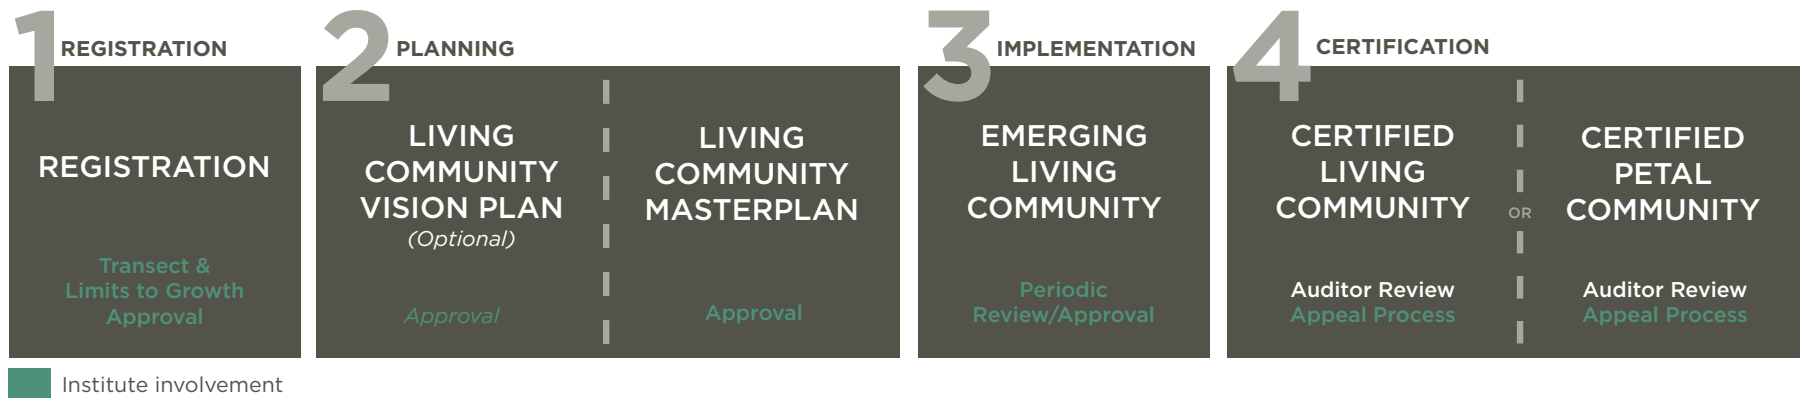 1 REGISTRATION
REGISTRATION
Transect &
Limits to Growth
Approval
2 PLANNING
LIVING
COMMUNITY
VISION PLAN
(Optional)
Approval
LIVING
COMMUNITY
MASTERPLAN
Approval
3 IMPLEMENTATION
EMERGING
LIVING
COMMUNITY
Periodic
Review/Approval
4 CERTIFICATION
CERTIFIED
LIVING
COMMUNITY
Auditor Review
Appeal Process
OR
CERTIFIED
PETAL
COMMUNITY
Auditor Review
Appeal Process
Institute involvement